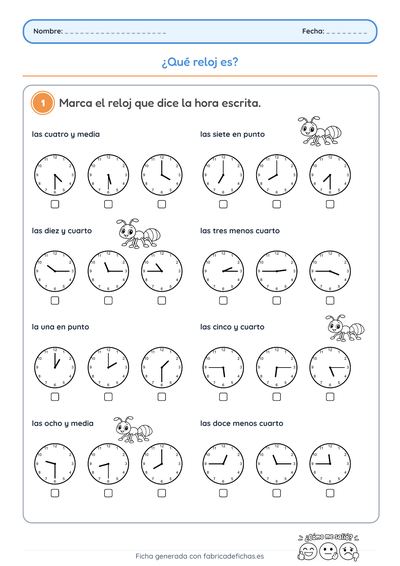 Nombre: Fecha:
¿Qué reloj es?
1 Marca el reloj que dice la hora escrita.
las cuatro y media
las siete en punto
las diez y cuarto
las tres menos cuarto
la una en punto
las cinco y cuarto
las ocho y media
las doce menos cuarto
¿Cómo me salió?
Ficha generada con fabricadefichas.es